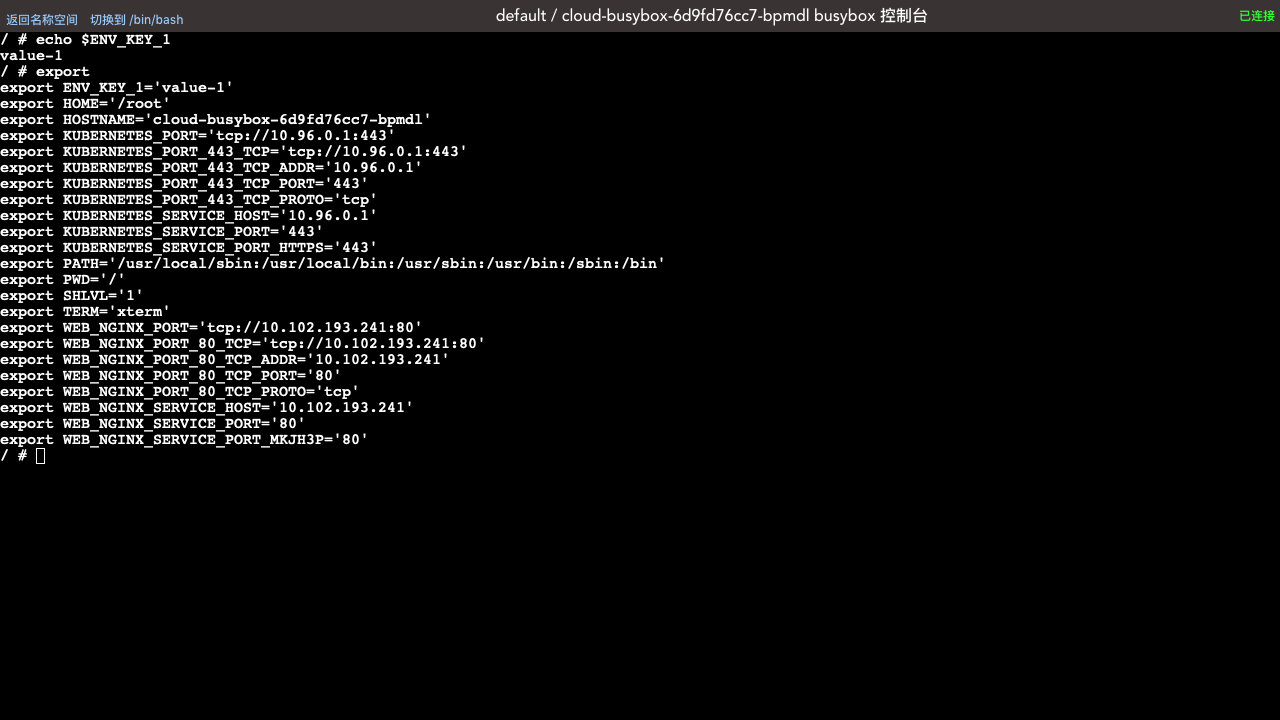 返回名称空间 切换到 /bin/bash default / cloud-busybox-6d9fd76cc7-bpmdl busybox 控制台 已连接
/ # echo $ENV_KEY_1
value-1
/ # export
export ENV_KEY_1='value-1'
export HOME='/root'
export HOSTNAME='cloud-busybox-6d9fd76cc7-bpmdl'
export KUBERNETES_PORT='tcp://10.96.0.1:443'
export KUBERNETES_PORT_443_TCP='tcp://10.96.0.1:443'
export KUBERNETES_PORT_443_TCP_ADDR='10.96.0.1'
export KUBERNETES_PORT_443_TCP_PORT='443'
export KUBERNETES_PORT_443_TCP_PROTO='tcp'
export KUBERNETES_SERVICE_HOST='10.96.0.1'
export KUBERNETES_SERVICE_PORT='443'
export KUBERNETES_SERVICE_PORT_HTTPS='443'
export PATH='/usr/local/sbin:/usr/local/bin:/usr/sbin:/usr/bin:/sbin:/bin'
export PWD='/'
export SHLVL='1'
export TERM='xterm'
export WEB_NGINX_PORT='tcp://10.102.193.241:80'
export WEB_NGINX_PORT_80_TCP='tcp://10.102.193.241:80'
export WEB_NGINX_PORT_80_TCP_ADDR='10.102.193.241'
export WEB_NGINX_PORT_80_TCP_PORT='80'
export WEB_NGINX_PORT_80_TCP_PROTO='tcp'
export WEB_NGINX_SERVICE_HOST='10.102.193.241'
export WEB_NGINX_SERVICE_PORT='80'
export WEB_NGINX_SERVICE_PORT_MKJH3P='80'
/ #